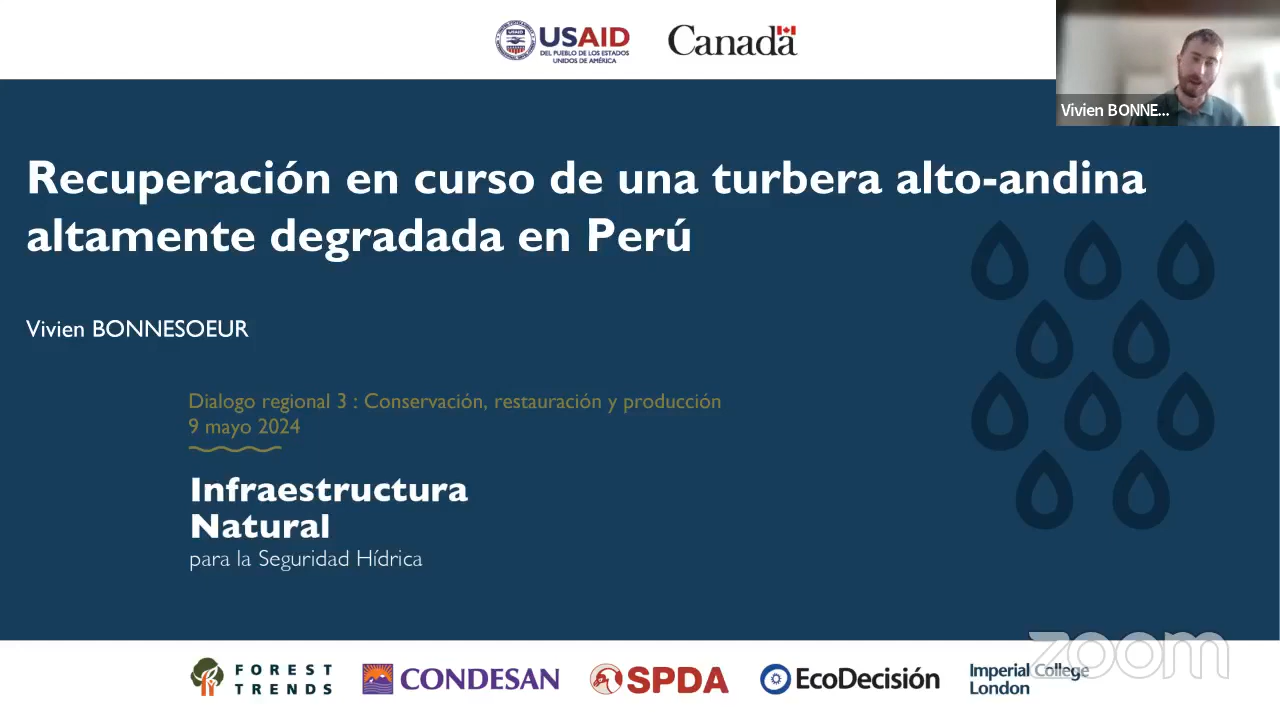 USAID
DEL PUEBLO DE LOS ESTADOS
UNIDOS DE AMÉRICA
Canada
Vivien BONNE...
Recuperación en curso de una turbera alto-andina
altamente degradada en Perú
Vivien BONNESOEUR
Dialogo regional 3 : Conservación, restauración y producción
9 mayo 2024
Infraestructura
Natural
para la Seguridad Hídrica
zoom
FOREST
TRENDS
CONDESAN
SPDA
EcoDecisión
Imperial College
London